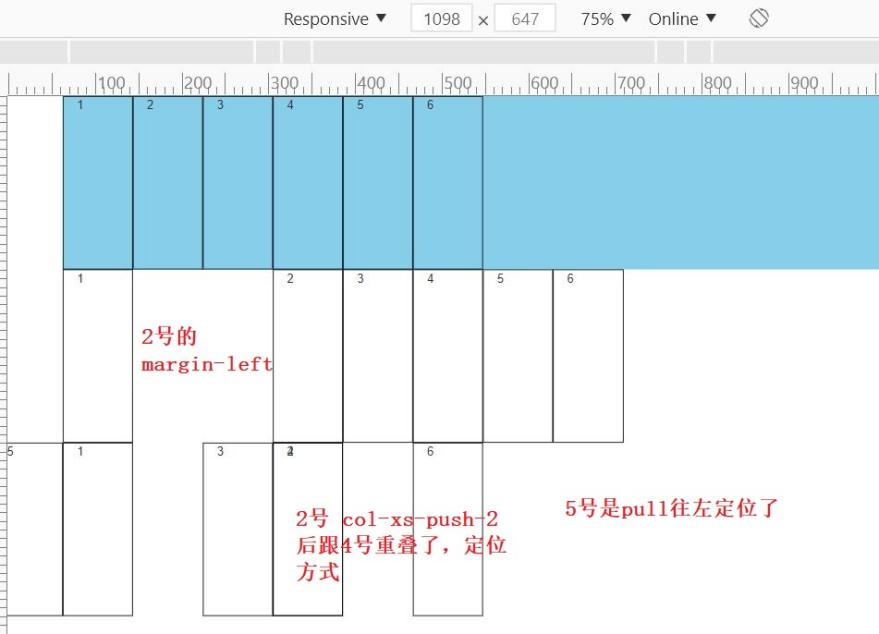 Responsive ▼ 1098 × 647 75% ▼ Online ▼
100 200 300 400 500 600 700 800 900
1 2 3 4 5 6
1 2 3 4 5 6
2号的
margin-left
5 1 3 2 6
5号是pull往左定位了
2号 col-xs-push-2
后跟4号重叠了，定位
方式